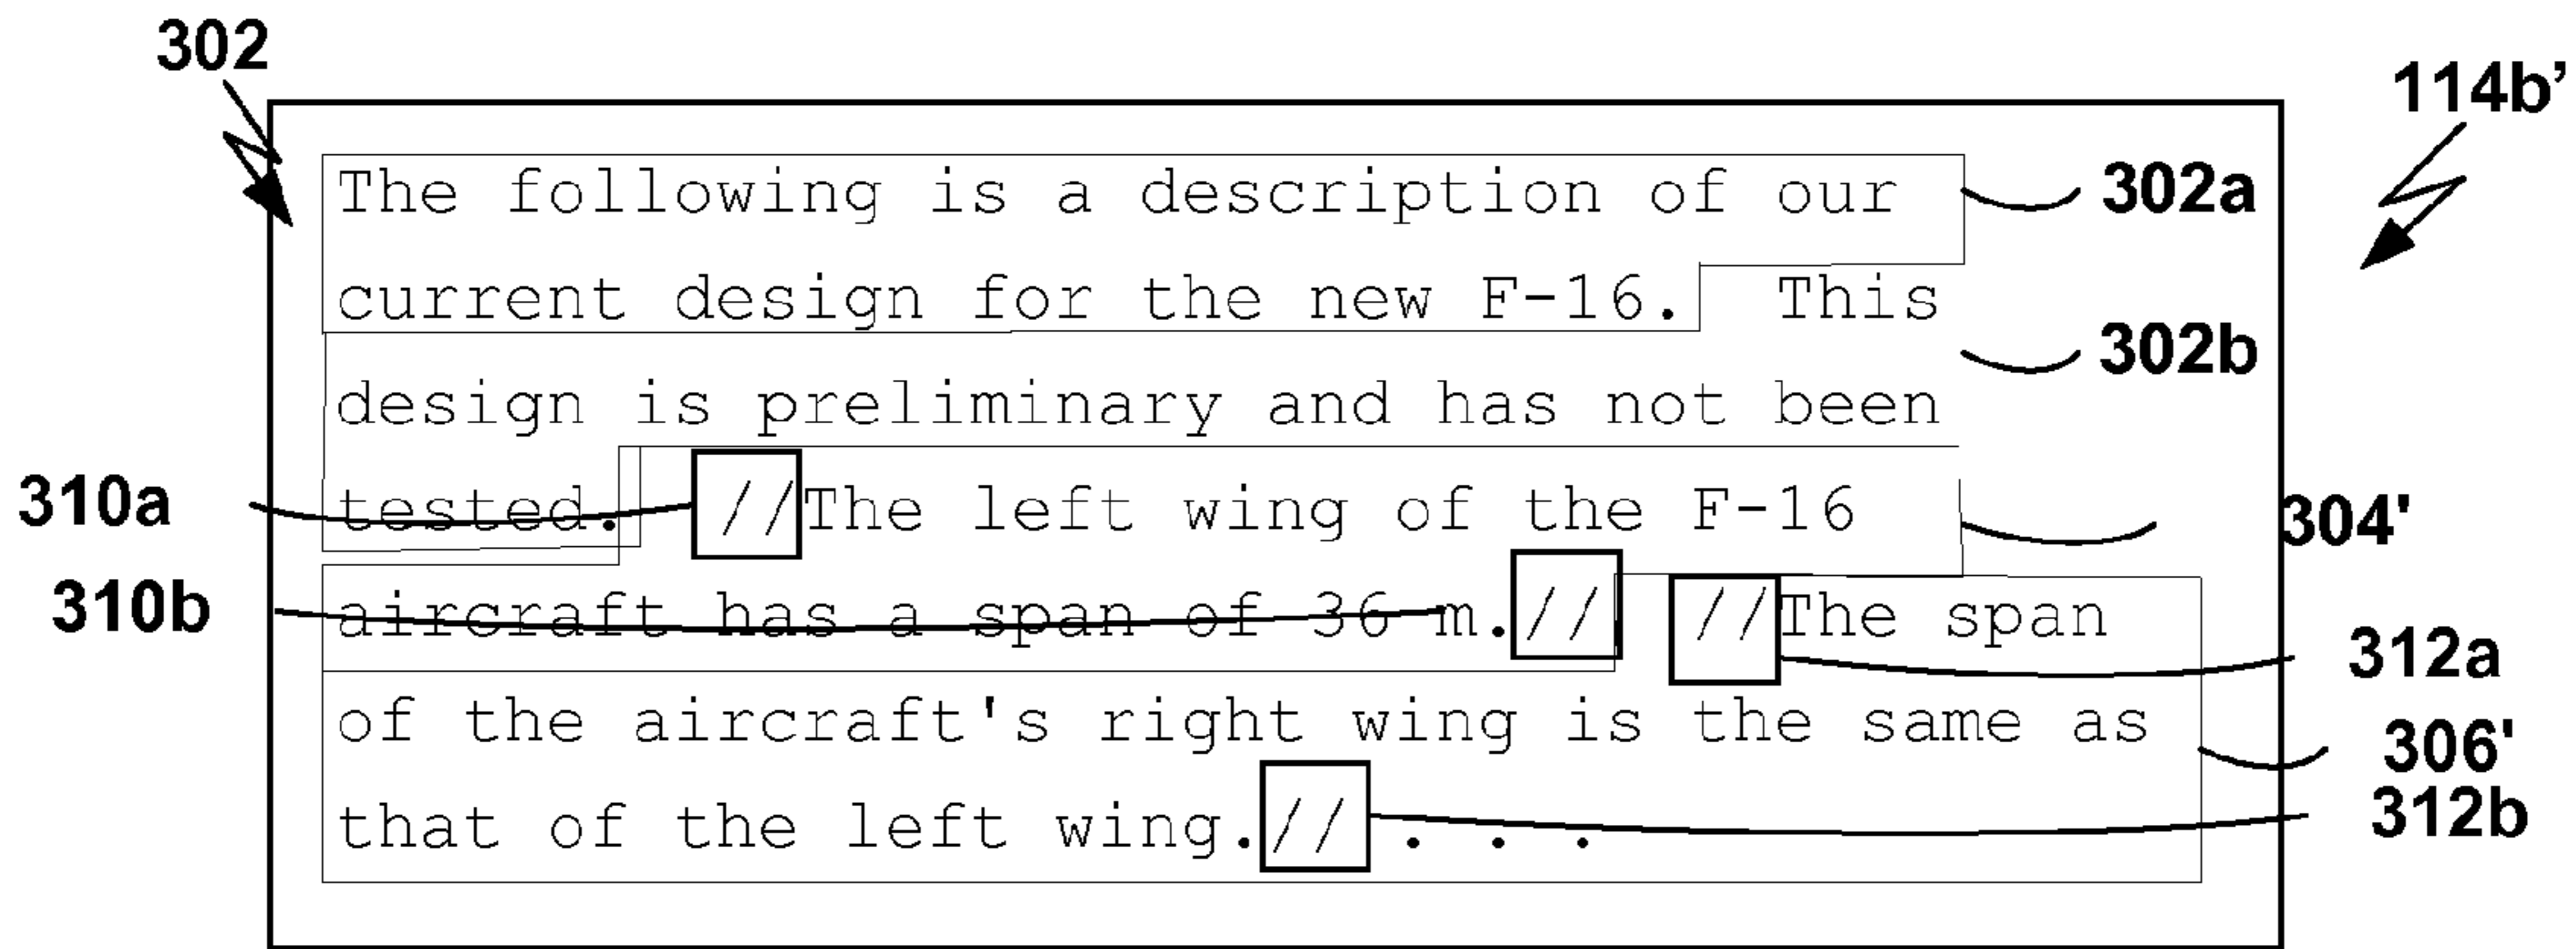 302
114b'
The following is a description of our
302a
current design for the new F-16. This
302b
design is preliminary and has not been
310a
tested. //The left wing of the F-16
304'
310b
aircraft has a span of 36 m.// //The span
312a
of the aircraft's right wing is the same as
306'
that of the left wing.// . . .
312b